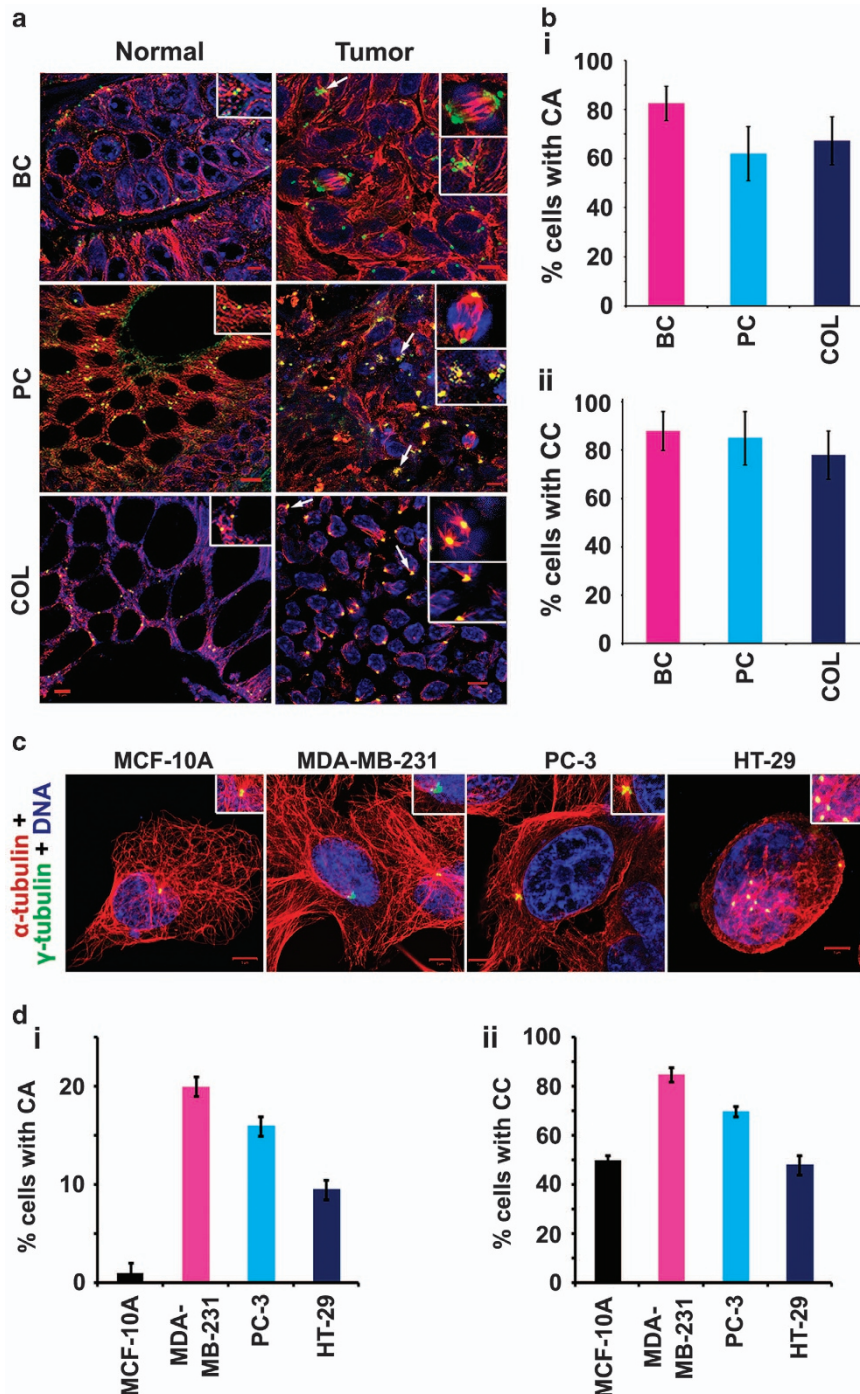 a
Normal
Tumor
BC
PC
COL
b
i
% cells with CA
80
60
40
20
0
BC
PC
COL
ii
% cells with CC
100
80
60
40
20
0
BC
PC
COL
c
MCF-10A
MDA-MB-231
PC-3
HT-29
α-tubulin +
γ-tubulin + DNA
d
i
% cells with CA
20
10
0
MCF-10A
MDA-
MB-231
PC-3
HT-29
ii
% cells with CC
100
80
60
40
20
0
MCF-10A
MDA-
MB-231
PC-3
HT-29